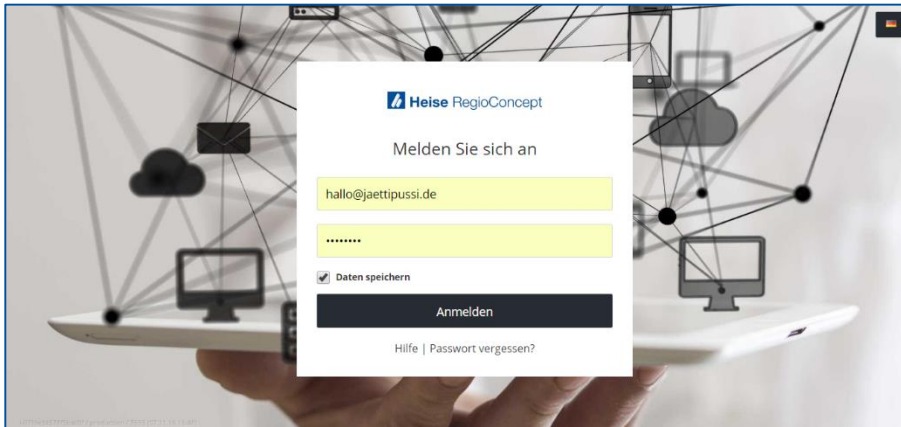 Heise RegioConcept
Melden Sie sich an
hallo@jaettipussi.de
••••••••
Daten speichern
Anmelden
Hilfe | Passwort vergessen?